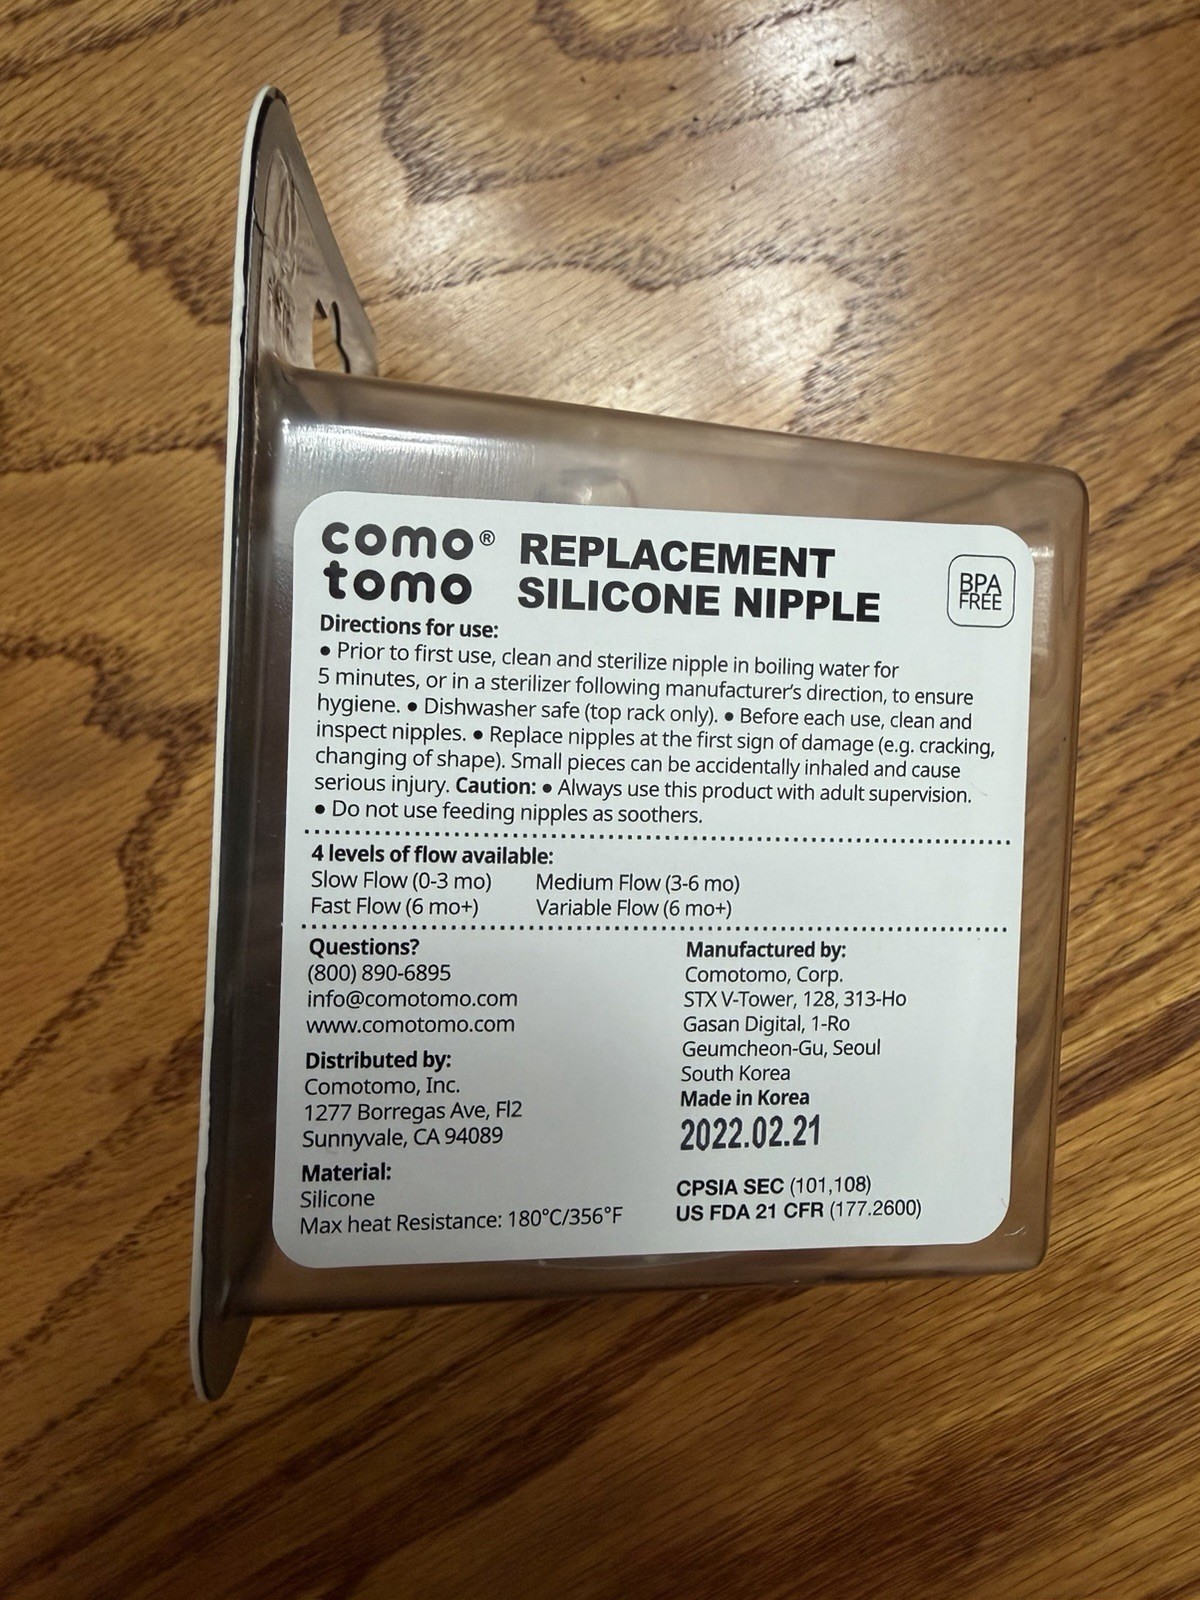 como®
tomo
REPLACEMENT
SILICONE NIPPLE
BPA
FREE
Directions for use:
● Prior to first use, clean and sterilize nipple in boiling water for
5 minutes, or in a sterilizer following manufacturer's direction, to ensure
hygiene. ● Dishwasher safe (top rack only). ● Before each use, clean and
inspect nipples. ● Replace nipples at the first sign of damage (e.g. cracking,
changing of shape). Small pieces can be accidentally inhaled and cause
serious injury. Caution: ● Always use this product with adult supervision.
● Do not use feeding nipples as soothers.
4 levels of flow available:
Slow Flow (0-3 mo) Medium Flow (3-6 mo)
Fast Flow (6 mo+) Variable Flow (6 mo+)
Questions?
(800) 890-6895
info@comotomo.com
www.comotomo.com
Distributed by:
Comotomo, Inc.
1277 Borregas Ave, Fl2
Sunnyvale, CA 94089
Material:
Silicone
Max heat Resistance: 180°C/356°F
Manufactured by:
Comotomo, Corp.
STX V-Tower, 128, 313-Ho
Gasan Digital, 1-Ro
Geumcheon-Gu, Seoul
South Korea
Made in Korea
2022.02.21
CPSIA SEC (101,108)
US FDA 21 CFR (177.2600)